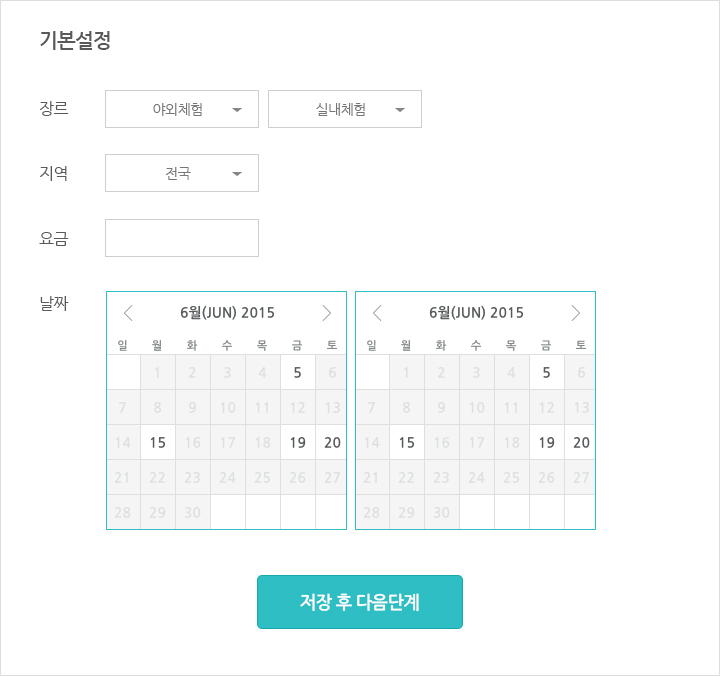 기본설정
장르 야외체험 실내체험
지역 전국
요금
날짜
6월(JUN) 2015
일 월 화 수 목 금 토
1 2 3 4 5 6
7 8 9 10 11 12 13
14 15 16 17 18 19 20
21 22 23 24 25 26 27
28 29 30
6월(JUN) 2015
일 월 화 수 목 금 토
1 2 3 4 5 6
7 8 9 10 11 12 13
14 15 16 17 18 19 20
21 22 23 24 25 26 27
28 29 30
저장 후 다음단계